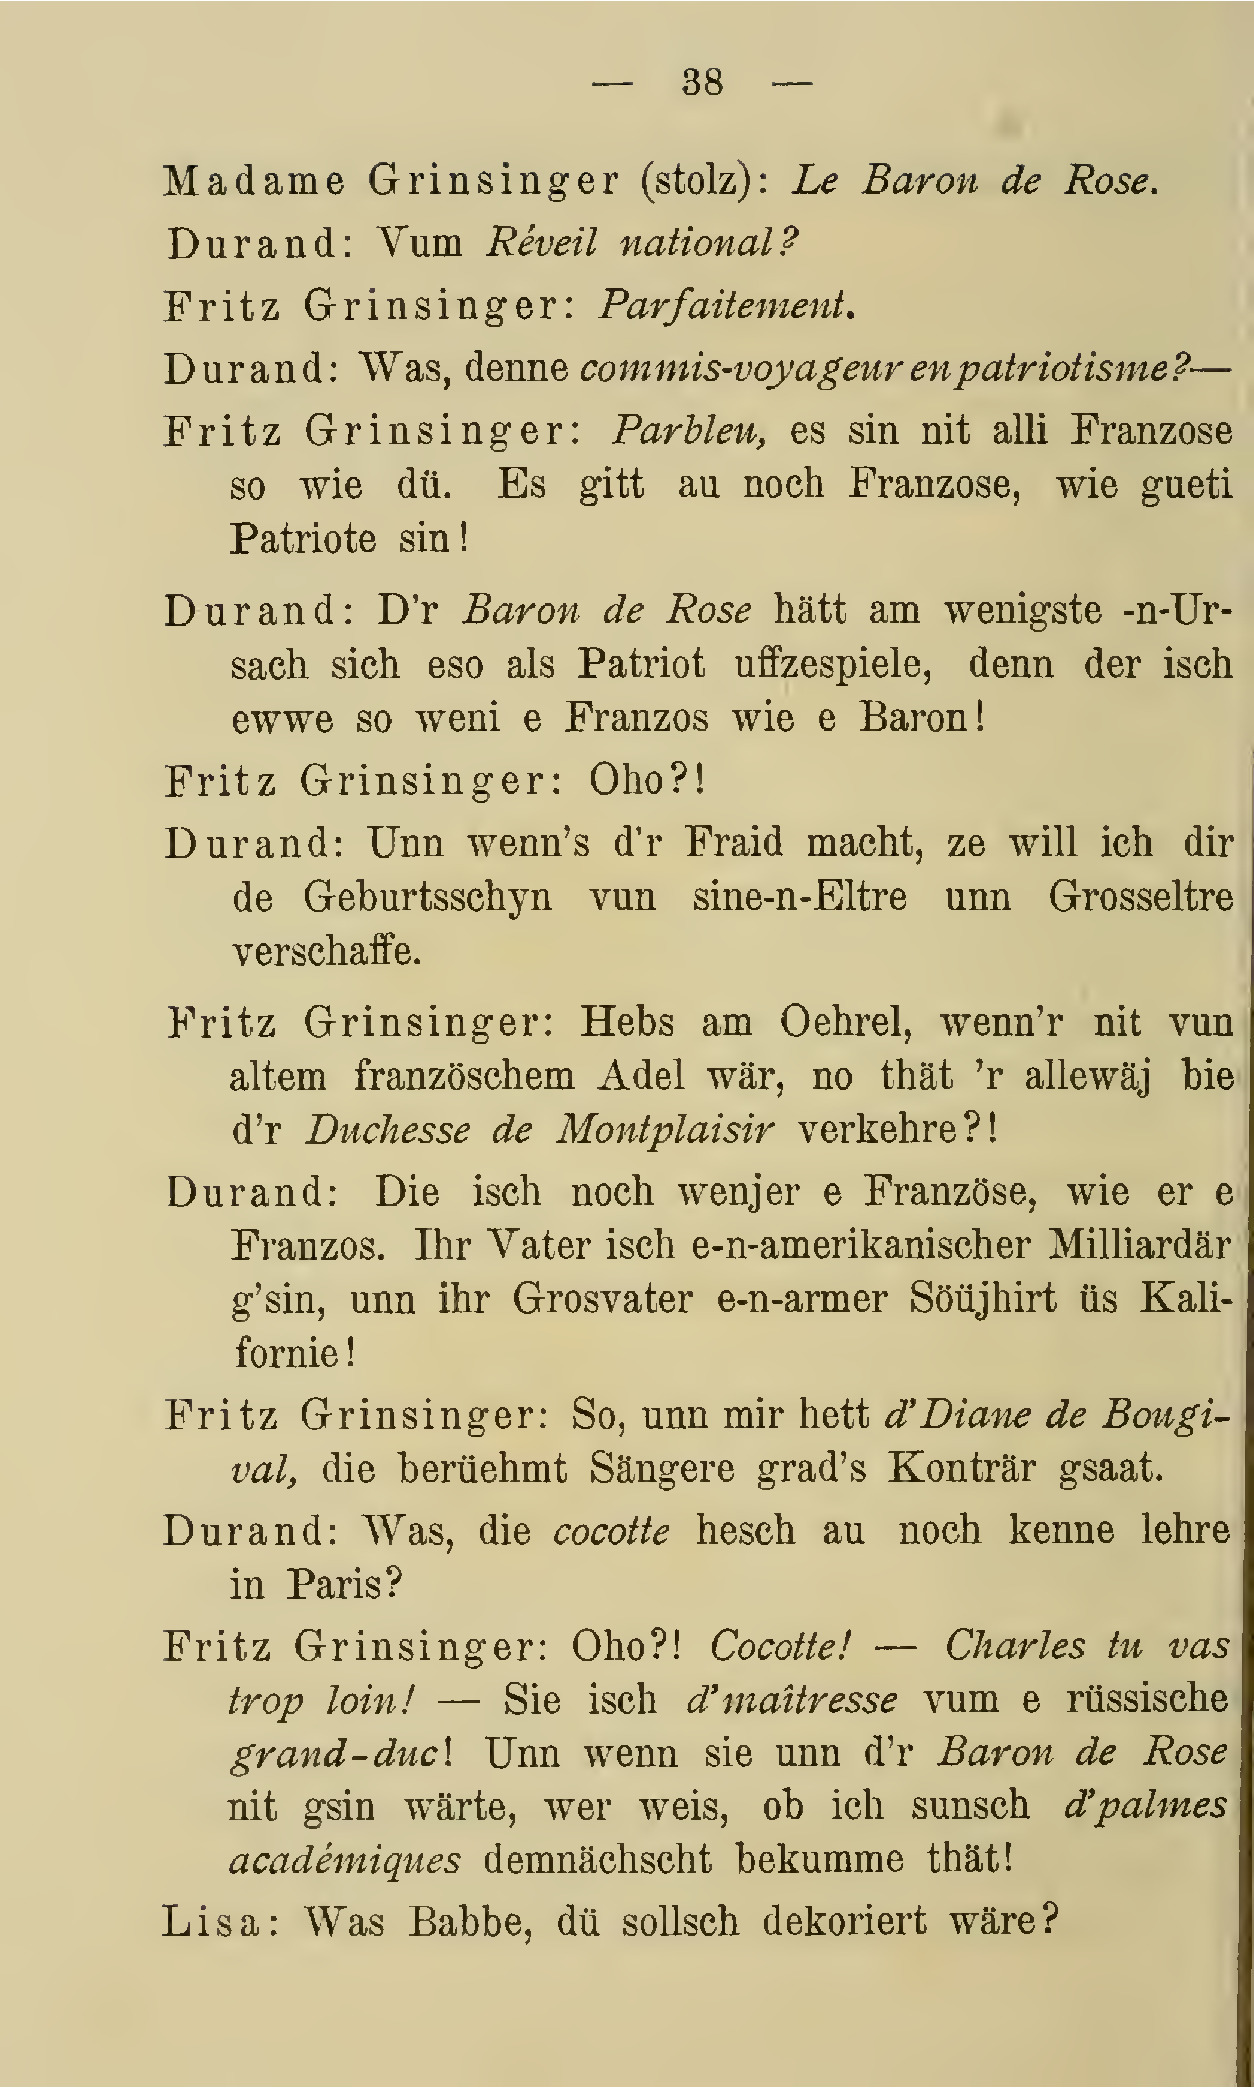 — 38 —
Madame Grinsinger (stolz): Le Baron de Rose.
Durand: Vum Réveil national?
Fritz Grinsinger: Parfaitement.
Durand: Was, denne commis-voyageur en patriotisme?—
Fritz Grinsinger: Parbleu, es sin nit alli Franzose
so wie dü. Es gitt au noch Franzose, wie gueti
Patriote sin!
Durand: D'r Baron de Rose hätt am wenigste -n-Ur-
sach sich eso als Patriot uffzespiele, denn der isch
ewwe so weni e Franzos wie e Baron!
Fritz Grinsinger: Oho?!
Durand: Unn wenn's d'r Fraid macht, ze will ich dir
de Geburtsschyn vun sine-n-Eltre unn Grosseltre
verschaffe.
Fritz Grinsinger: Hebs am Oehrel, wenn'r nit vun
altem französchem Adel wär, no thät 'r allewäj bie
d'r Duchesse de Montplaisir verkehre?!
Durand: Die isch noch wenjer e Französe, wie er e
Franzos. Ihr Vater isch e-n-amerikanischer Milliardär
g'sin, unn ihr Grosvater e-n-armer Söüjhirt üs Kali-
fornie!
Fritz Grinsinger: So, unn mir hett d'Diane de Bougi-
val, die berüehmt Sängere grad's Konträr gsaat.
Durand: Was, die cocotte hesch au noch kenne lehre
in Paris?
Fritz Grinsinger: Oho?! Cocotte! — Charles tu vas
trop loin! — Sie isch d'maîtresse vum e rüssische
grand-duc! Unn wenn sie unn d'r Baron de Rose
nit gsin wärte, wer weis, ob ich sunsch d'palmes
académiques demnächscht bekumme thät!
Lisa: Was Babbe, dü sollsch dekoriert wäre?